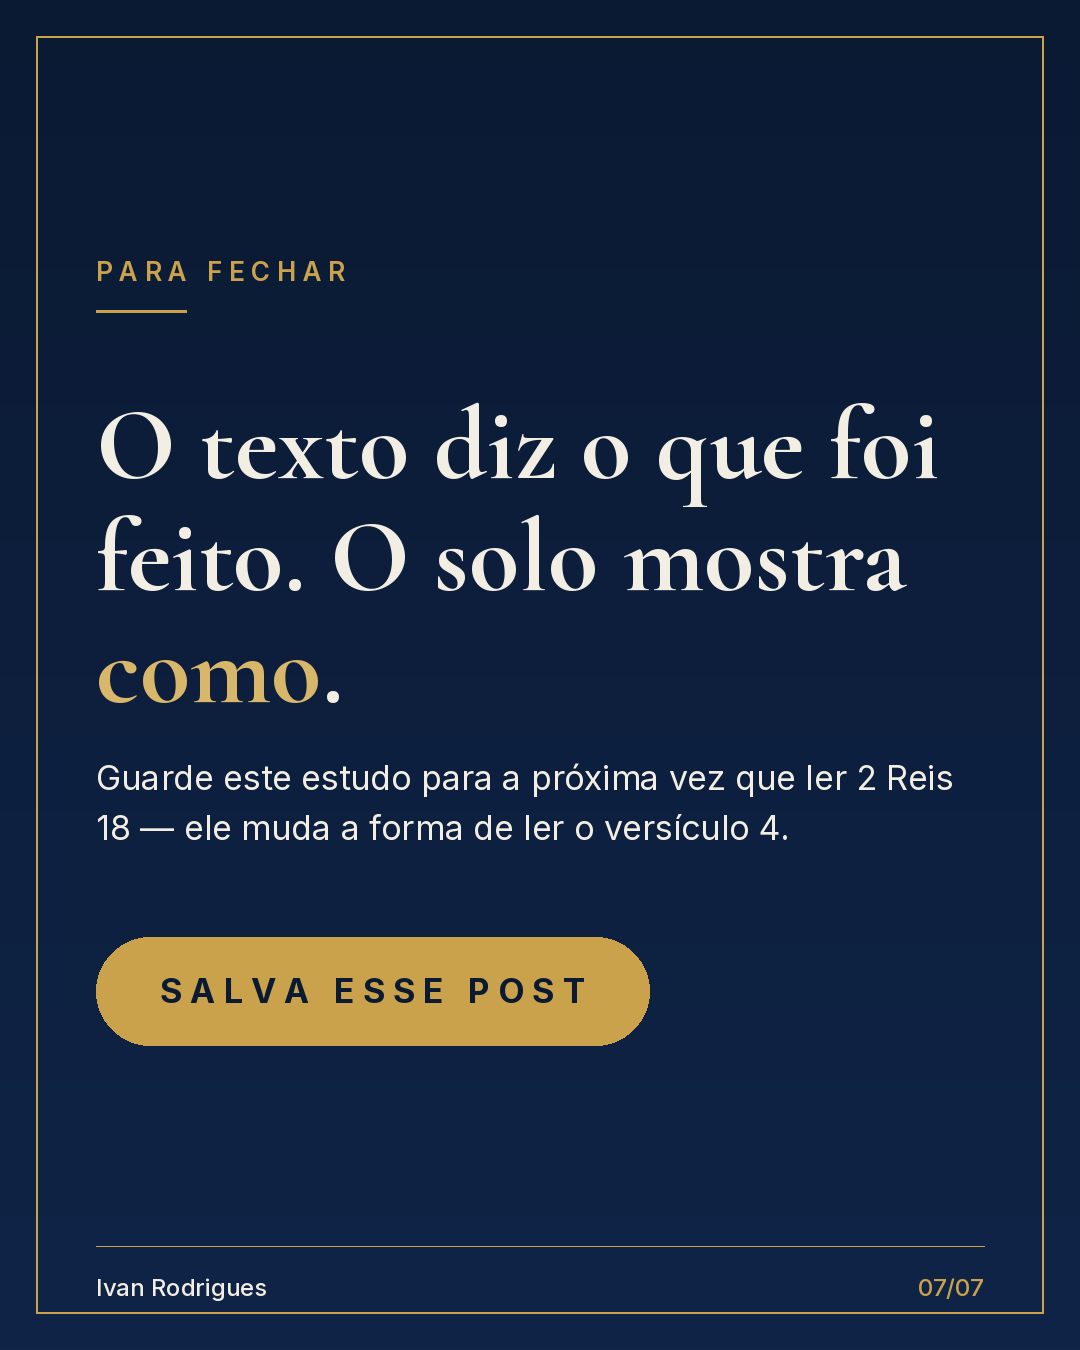 PARA FECHAR
O texto diz o que foi
feito. O solo mostra
como.
Guarde este estudo para a próxima vez que ler 2 Reis
18 — ele muda a forma de ler o versículo 4.
SALVA ESSE POST
Ivan Rodrigues
07/07